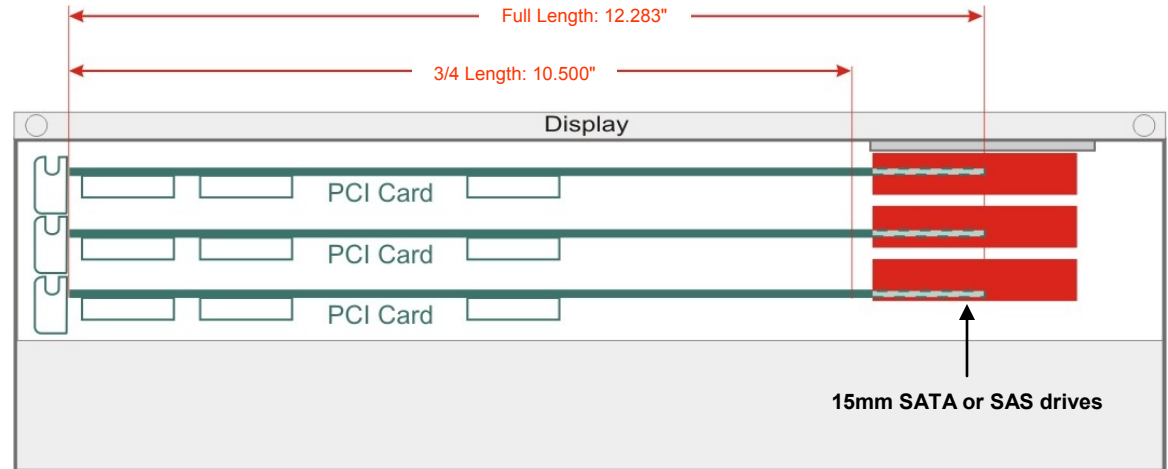 Full Length: 12.283"
3/4 Length: 10.500"
Display
PCI Card
PCI Card
PCI Card
15mm SATA or SAS drives